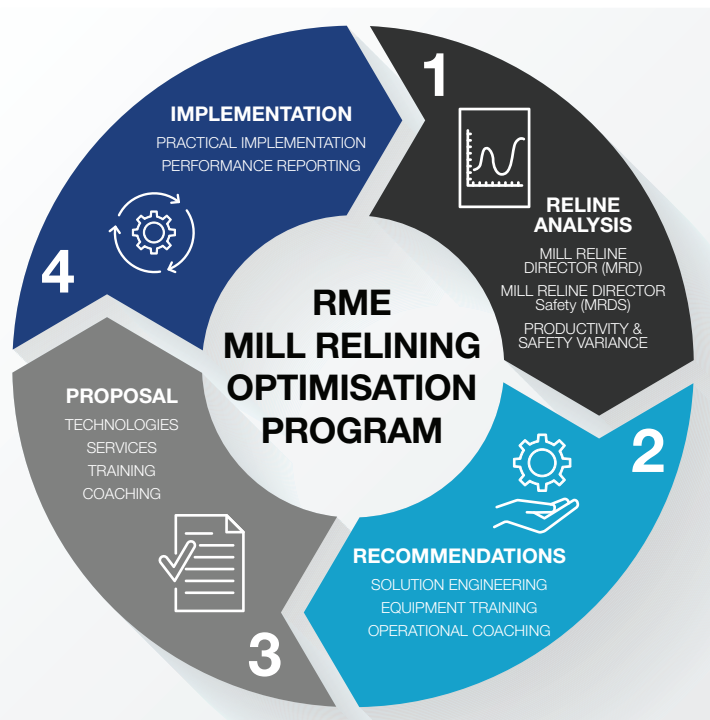 RME
MILL RELINING
OPTIMISATION
PROGRAM
1
RELINE
ANALYSIS
MILL RELINE
DIRECTOR (MRD)
MILL RELINE DIRECTOR
Safety (MRDS)
PRODUCTIVITY &
SAFETY VARIANCE
2
RECOMMENDATIONS
SOLUTION ENGINEERING
EQUIPMENT TRAINING
OPERATIONAL COACHING
3
PROPOSAL
TECHNOLOGIES
SERVICES
TRAINING
COACHING
4
IMPLEMENTATION
PRACTICAL IMPLEMENTATION
PERFORMANCE REPORTING